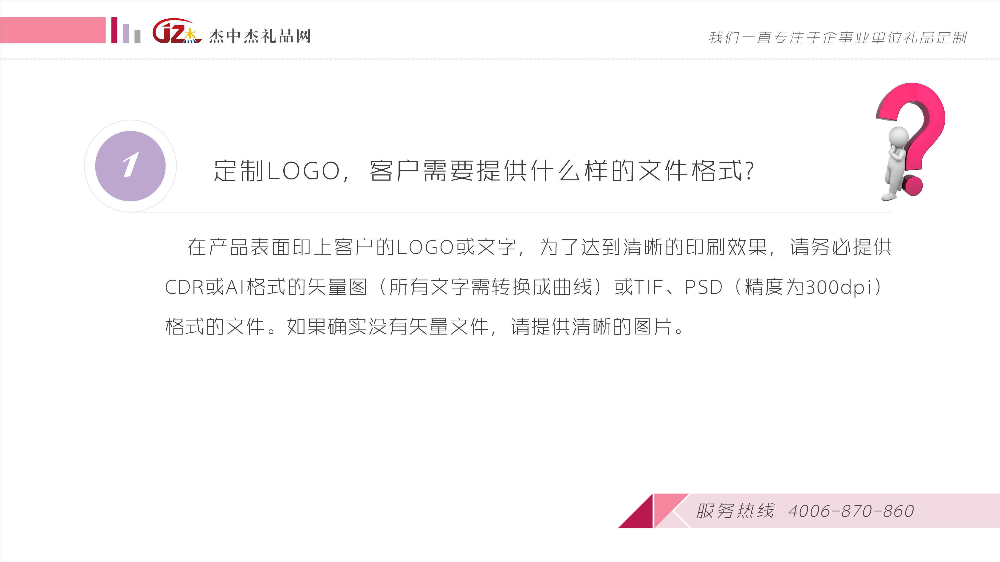 JZ杰 杰中杰礼品网
我们一直专注于企事业单位礼品定制
1
定制LOGO，客户需要提供什么样的文件格式?
在产品表面印上客户的LOGO或文字，为了达到清晰的印刷效果，请务必提供
CDR或AI格式的矢量图（所有文字需转换成曲线）或TIF、PSD（精度为300dpi）
格式的文件。如果确实没有矢量文件，请提供清晰的图片。
服务热线 4006-870-860